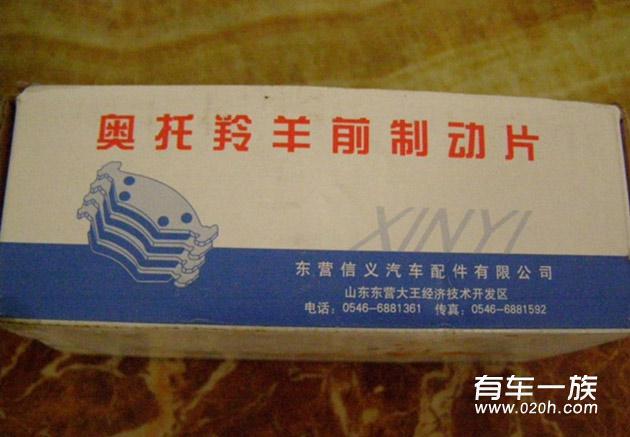 奥托羚羊前制动片
XINYI
东营信义汽车配件有限公司
山东东营大王经济技术开发区
电话：0546-6881361 传真：0546-6881592
有车一族
www.020h.com